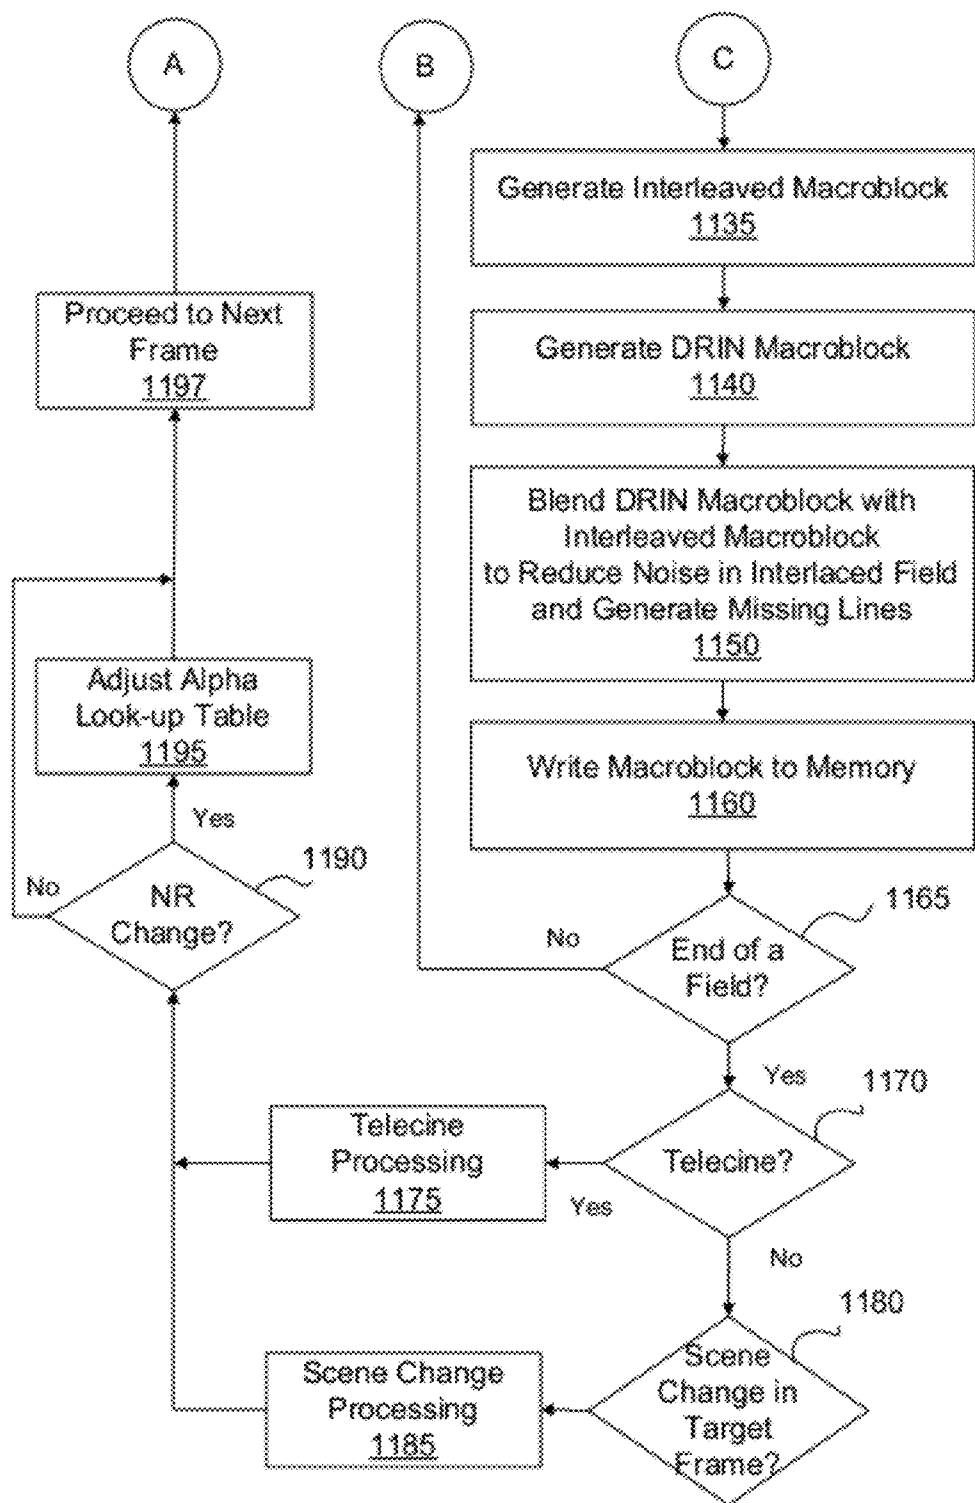 A
B
C
Generate Interleaved Macroblock
1135
Generate DRIN Macroblock
1140
Blend DRIN Macroblock with
Interleaved Macroblock
to Reduce Noise in Interlaced Field
and Generate Missing Lines
1150
Write Macroblock to Memory
1160
End of a
Field?
1165
No
Yes
Telecine?
1170
Yes
No
Telecine
Processing
1175
Scene
Change in
Target
Frame?
1180
Scene Change
Processing
1185
NR
Change?
1190
No
Yes
Adjust Alpha
Look-up Table
1195
Proceed to Next
Frame
1197